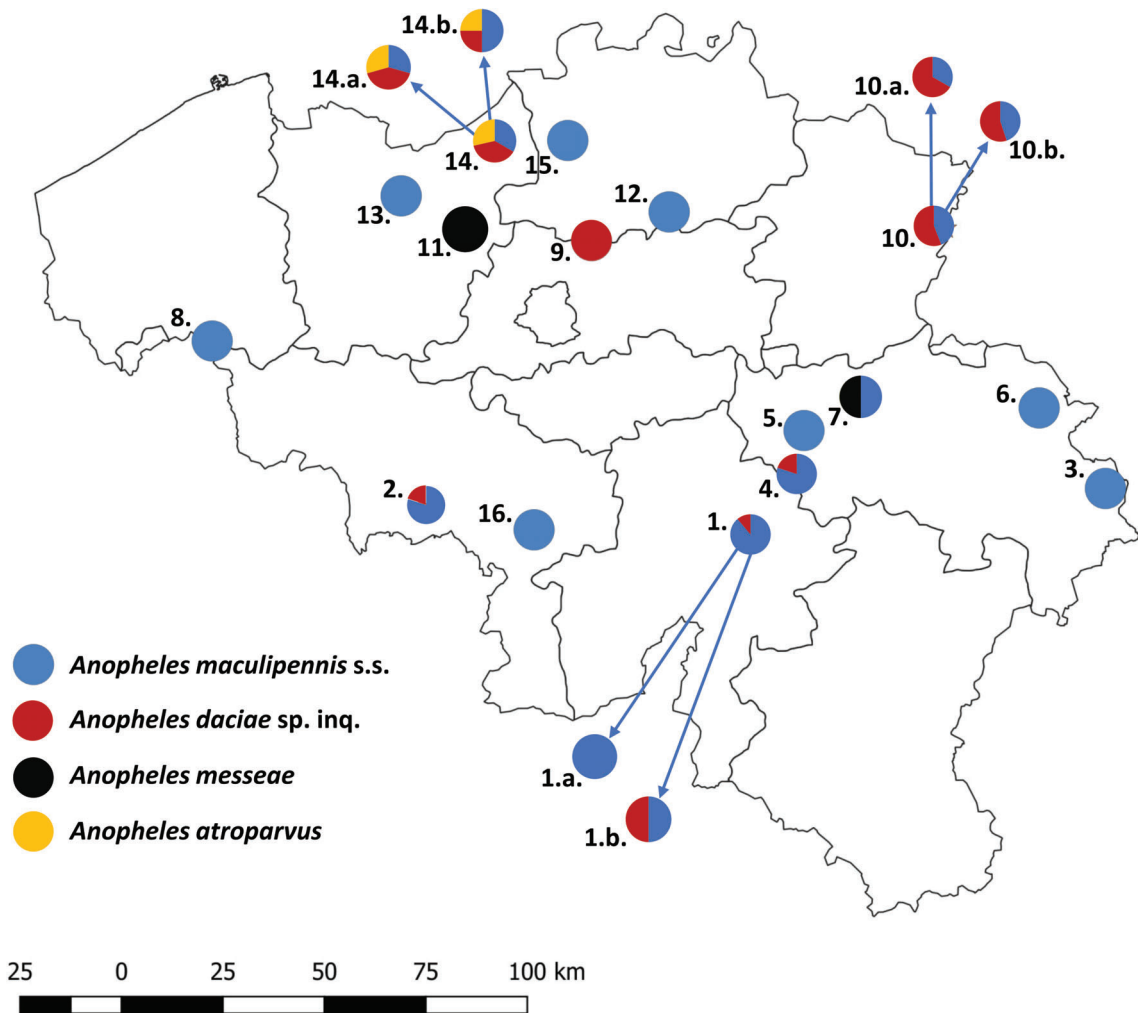 14.b.
14.a.
10.a.
10.b.
14.
15.
13.
12.
11.
9.
10.
8.
7.
6.
5.
4.
3.
2.
16.
1.
Anopheles maculipennis s.s.
Anopheles daciae sp. inq.
Anopheles messeae
1.a.
Anopheles atroparvus
1.b.
25 0 25 50 75 100 km